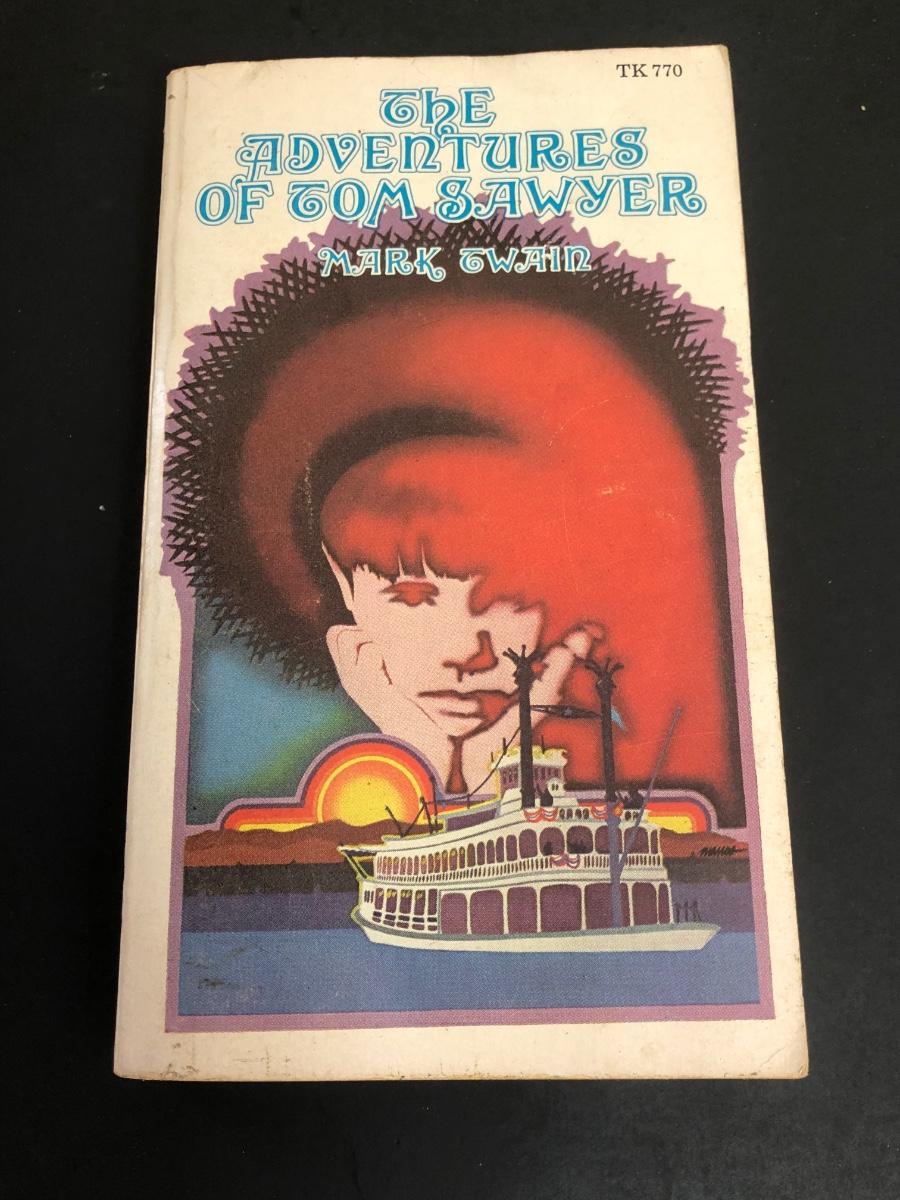 TK 770
THE
ADVENTURES
OF TOM SAWYER
MARK TWAIN